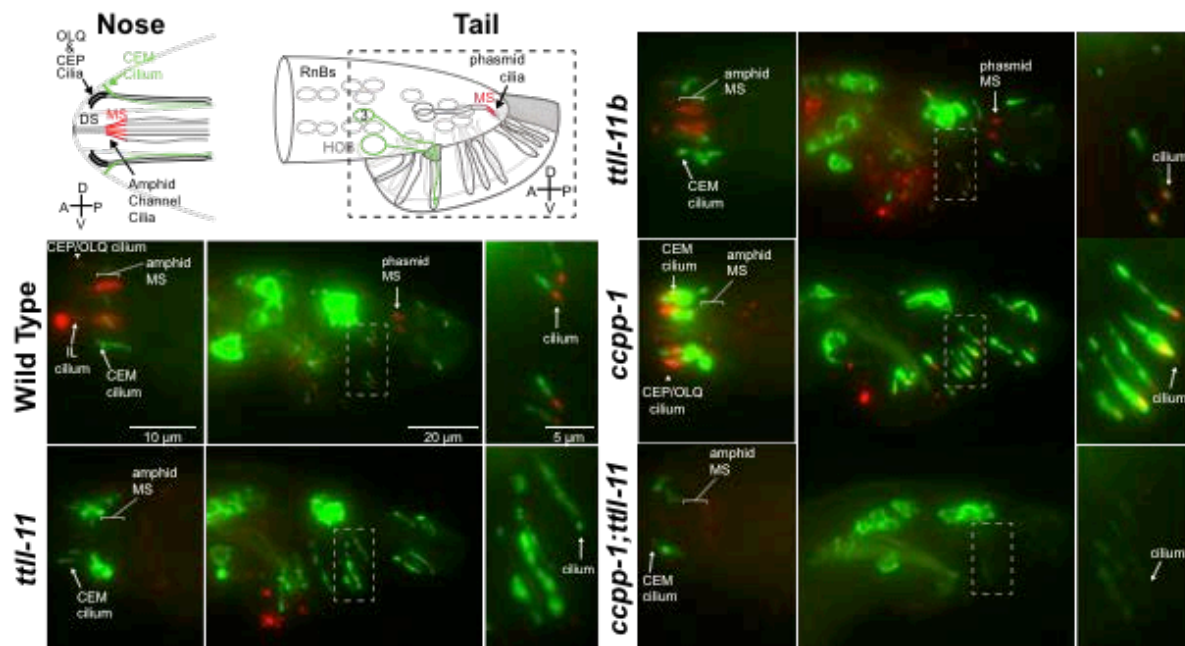 Nose
OLQ
&
CEP
Cilia
CEM
Cilium
DS
MS
Amphid
Channel
Cilia
D
A
P
V
Tail
RnBs
phasmid
cilia
MS
3
HOB
D
A
P
V
Wild Type
CEP/OLQ cilium
amphid
MS
IL
cilium
CEM
cilium
10 µm
phasmid
MS
20 µm
cilium
5 µm
ttll-11
amphid
MS
CEM
cilium
cilium
ttll-11b
amphid
MS
CEM
cilium
phasmid
MS
cilium
ccpp-1
CEM
cilium
amphid
MS
CEP/OLQ
cilium
cilium
ccpp-1;ttll-11
amphid
MS
CEM
cilium
cilium